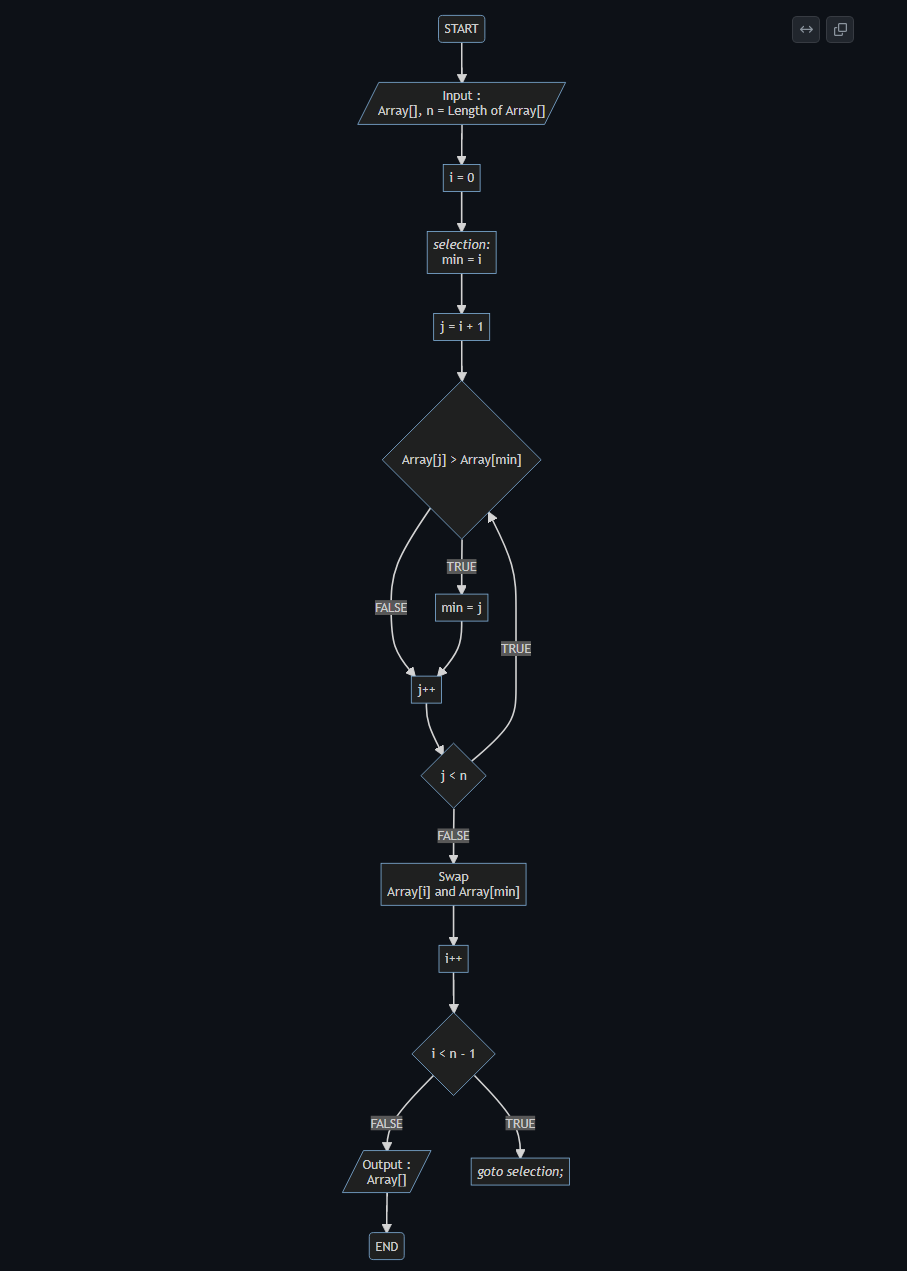 START
Input :
Array[], n = Length of Array[]
i = 0
selection:
min = i
j = i + 1
Array[j] > Array[min]
TRUE
FALSE
min = j
TRUE
j++
j < n
FALSE
Swap
Array[i] and Array[min]
i++
i < n - 1
FALSE
TRUE
Output :
Array[]
goto selection;
END